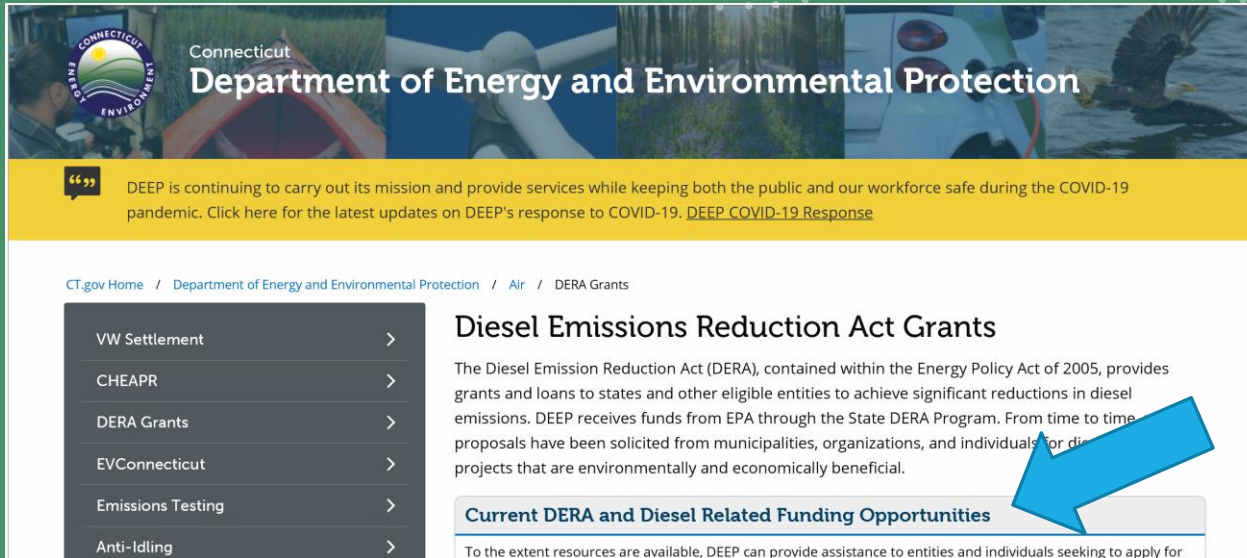 CONNECTICUT
ENERGY
ENVIRONMENT
Connecticut
Department of Energy and Environmental Protection
DEEP is continuing to carry out its mission and provide services while keeping both the public and our workforce safe during the COVID-19
pandemic. Click here for the latest updates on DEEP's response to COVID-19. DEEP COVID-19 Response
CT.gov Home / Department of Energy and Environmental Protection / Air / DERA Grants
VW Settlement
CHEAPR
DERA Grants
EVConnecticut
Emissions Testing
Anti-Idling
Diesel Emissions Reduction Act Grants
The Diesel Emission Reduction Act (DERA), contained within the Energy Policy Act of 2005, provides
grants and loans to states and other eligible entities to achieve significant reductions in diesel
emissions. DEEP receives funds from EPA through the State DERA Program. From time to time
proposals have been solicited from municipalities, organizations, and individuals for
projects that are environmentally and economically beneficial.
Current DERA and Diesel Related Funding Opportunities
To the extent resources are available, DEEP can provide assistance to entities and individuals seeking to apply for